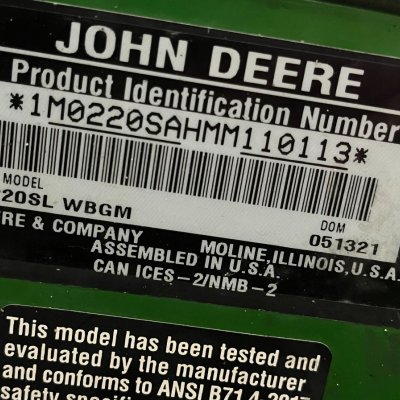 JOHN DEERE
Product Identification Number
*1M0220SAHMM110113*
MODEL
20SL WBGM
DOM
051321
RE & COMPANY
MOLINE, ILLINOIS, U.S.A.
ASSEMBLED IN U.S.A.
CAN ICES-2/NMB-2
This model has been tested and
evaluated by the manufacturer
and conforms to ANSI B71.4-2017
safety